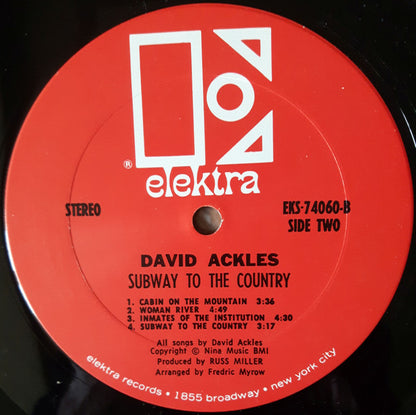 ®
elektra
STEREO
EKS-74060-B
SIDE TWO
DAVID ACKLES
SUBWAY TO THE COUNTRY
1. CABIN ON THE MOUNTAIN 3:36
2. WOMAN RIVER 4:49
3. INMATES OF THE INSTITUTION 4:30
4. SUBWAY TO THE COUNTRY 3:17
All songs by David Ackles
Copyright © Nina Music BMI
Produced by RUSS MILLER
Arranged by Fredric Myrow
elektra records • 1855 broadway • new york city